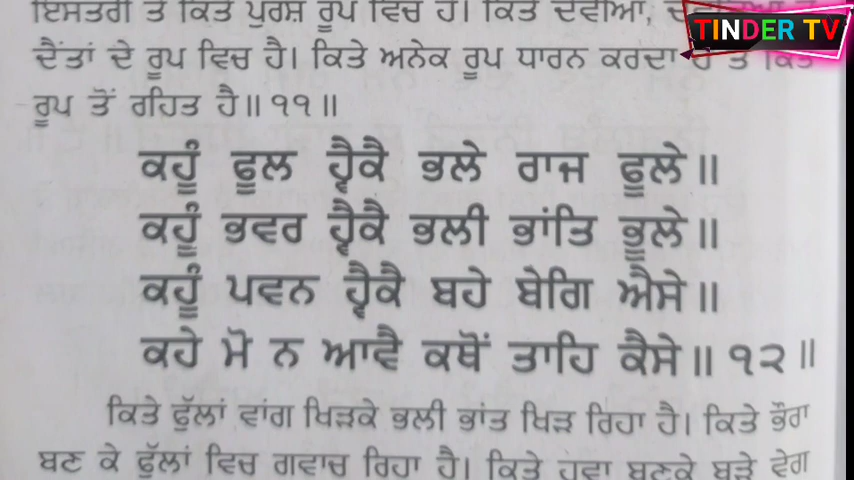 ਇਸਤਰੀ ਤੇ ਕਿਤੇ ਪੁਰਸ਼ ਰੂਪ ਵਿਚ ਹੈ। ਕਿਤੇ ਦੇਵੀਆਂ,
TINDER TV
ਦੈਂਤਾਂ ਦੇ ਰੂਪ ਵਿਚ ਹੈ। ਕਿਤੇ ਅਨੇਕ ਰੂਪ ਧਾਰਨ ਕਰਦਾ ਹੈ ਤੇ ਕਿਤੇ
ਰੂਪ ਤੋਂ ਰਹਿਤ ਹੈ॥੧੧॥
ਕਹੂੰ ਫੂਲ ਹ੍ਵੈਕੈ ਭਲੇ ਰਾਜ ਫੂਲੇ॥
ਕਹੂੰ ਭਵਰ ਹ੍ਵੈਕੈ ਭਲੀ ਭਾਂਤਿ ਭੂਲੇ॥
ਕਹੂੰ ਪਵਨ ਹ੍ਵੈਕੈ ਬਹੇ ਬੇਗਿ ਐਸੇ॥
ਕਹੇ ਮੋ ਨ ਆਵੈ ਕਥੋਂ ਤਾਹਿ ਕੈਸੇ॥੧੨॥
ਕਿਤੇ ਫੁੱਲਾਂ ਵਾਂਗ ਖਿੜਕੇ ਭਲੀ ਭਾਂਤ ਖਿੜ ਰਿਹਾ ਹੈ। ਕਿਤੇ ਭੌਰਾ
ਬਣ ਕੇ ਫੁੱਲਾਂ ਵਿਚ ਗਵਾਚ ਰਿਹਾ ਹੈ। ਕਿਤੇ ਹਵਾ ਬਣਕੇ ਬੜੇ ਵੇਗ